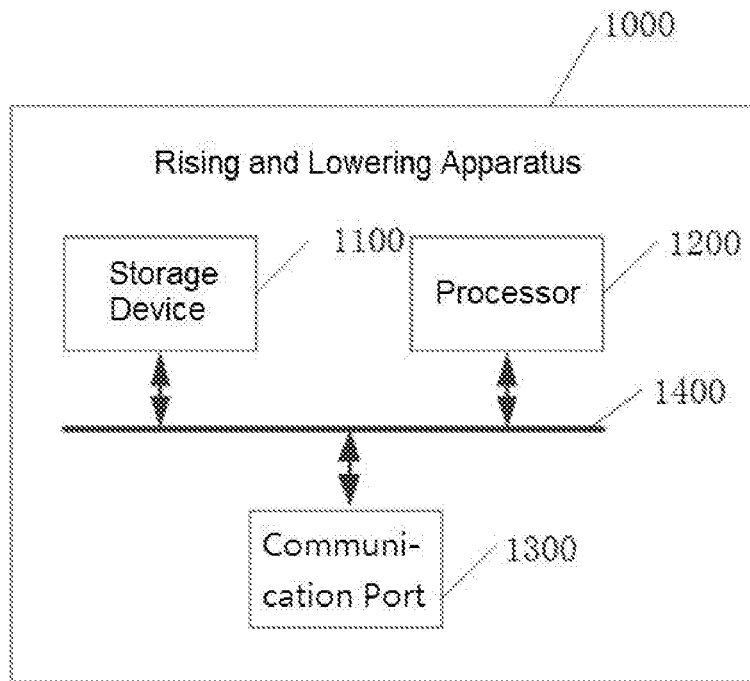 1000
Rising and Lowering Apparatus
Storage
Device
1100
Processor
1200
1400
Communi-
cation Port
1300